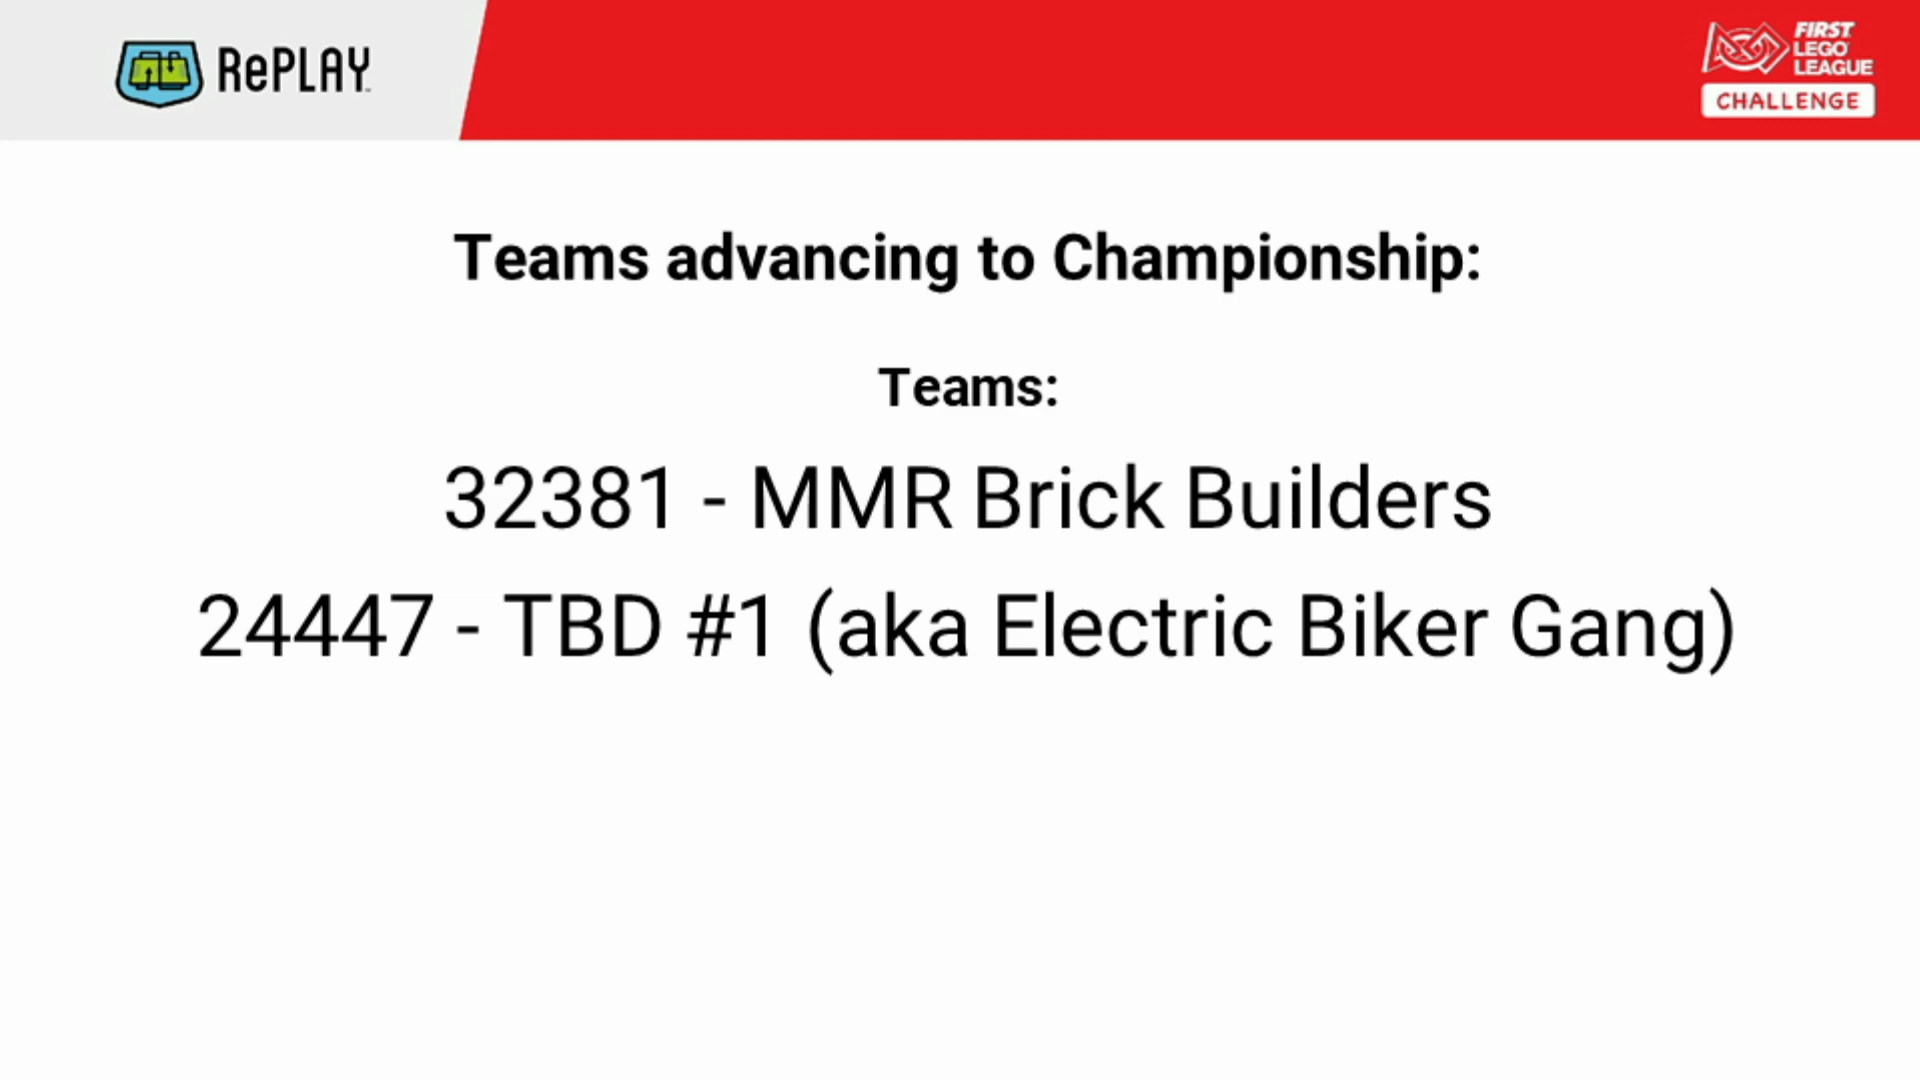 RePLAY
FIRST
LEGO
LEAGUE
CHALLENGE
Teams advancing to Championship:
Teams:
32381 - MMR Brick Builders
24447 - TBD #1 (aka Electric Biker Gang)